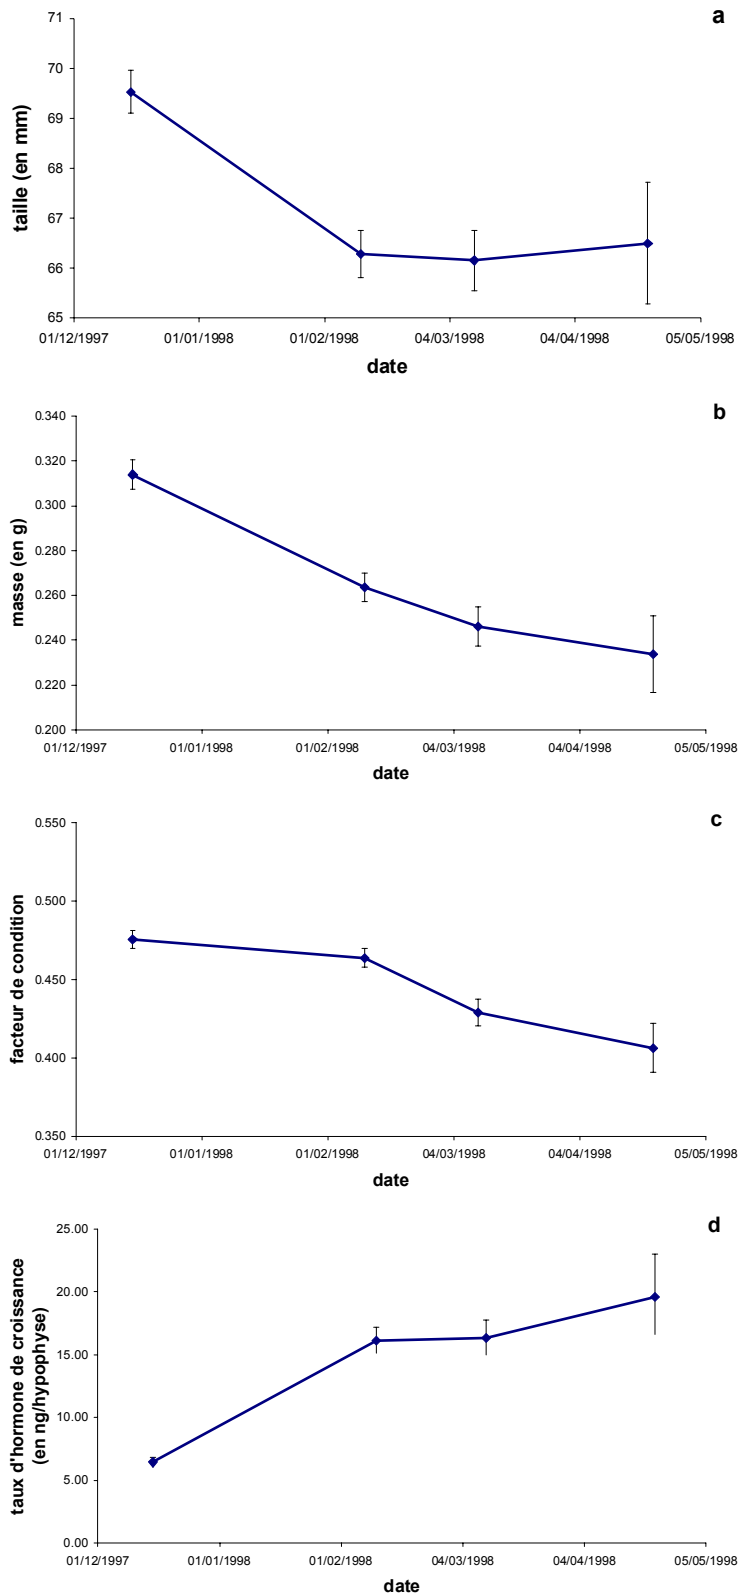 a
71
70
69
68
67
66
65
taille (en mm)
01/12/1997 01/01/1998 01/02/1998 04/03/1998 04/04/1998 05/05/1998
date
b
0.340
0.320
0.300
0.280
0.260
0.240
0.220
0.200
masse (en g)
01/12/1997 01/01/1998 01/02/1998 04/03/1998 04/04/1998 05/05/1998
date
c
0.550
0.500
0.450
0.400
0.350
facteur de condition
01/12/1997 01/01/1998 01/02/1998 04/03/1998 04/04/1998 05/05/1998
date
d
25.00
20.00
15.00
10.00
5.00
0.00
taux d'hormone de croissance
(en ng/hypophyse)
01/12/1997 01/01/1998 01/02/1998 04/03/1998 04/04/1998 05/05/1998
date